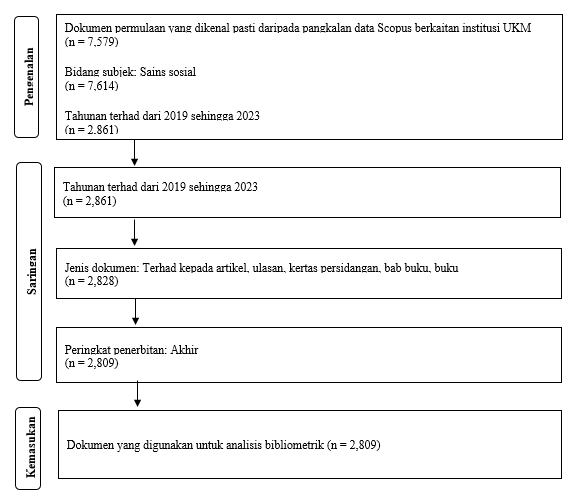 Pengenalan
Dokumen permulaan yang dikenal pasti daripada pangkalan data Scopus berkaitan institusi UKM
(n = 7,579)
Bidang subjek: Sains sosial
(n = 7,614)
Tahunan terhad dari 2019 sehingga 2023
(n = 2,861)
Saringan
Tahunan terhad dari 2019 sehingga 2023
(n = 2,861)
Jenis dokumen: Terhad kepada artikel, ulasan, kertas persidangan, bab buku, buku
(n = 2,828)
Peringkat penerbitan: Akhir
(n = 2,809)
Kemasukan
Dokumen yang digunakan untuk analisis bibliometrik (n = 2,809)